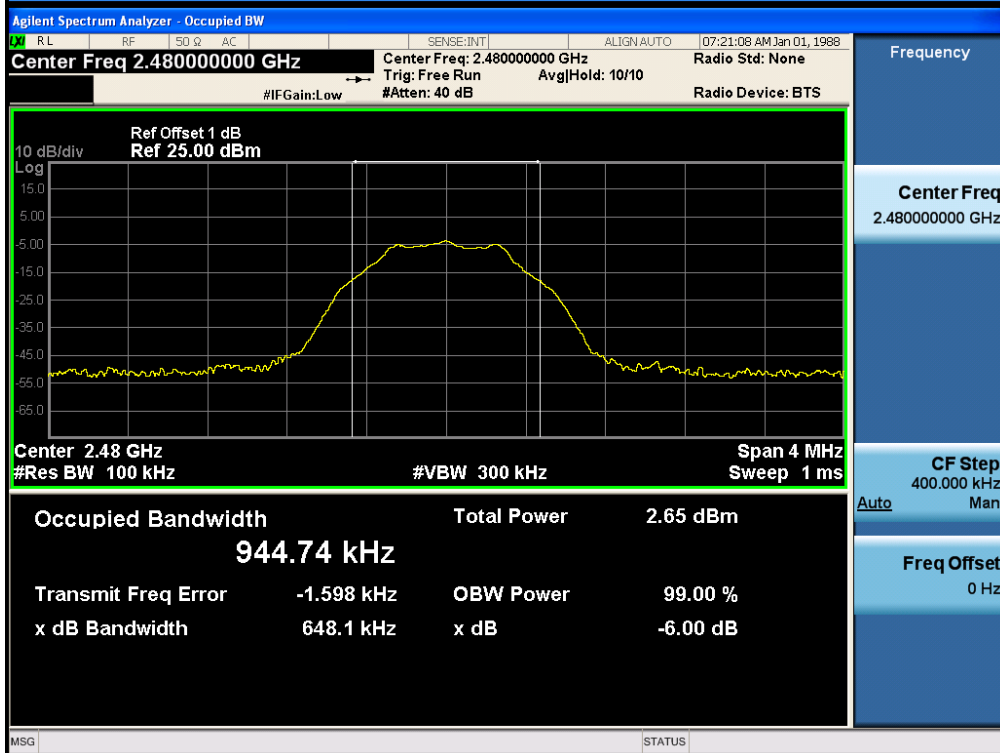 Agilent Spectrum Analyzer - Occupied BW
LXI RL RF 50 Ω AC SENSE:INT ALIGN AUTO 07:21:08 AM Jan 01, 1988
Center Freq 2.480000000 GHz
Center Freq: 2.480000000 GHz Radio Std: None
Trig: Free Run Avg|Hold: 10/10
#IFGain:Low #Atten: 40 dB Radio Device: BTS
Ref Offset 1 dB
10 dB/div Ref 25.00 dBm
Log
15.0
5.00
-5.00
-15.0
-25.0
-35.0
-45.0
-55.0
-65.0
Center 2.48 GHz Span 4 MHz
#Res BW 100 kHz #VBW 300 kHz Sweep 1 ms
Occupied Bandwidth Total Power 2.65 dBm
944.74 kHz
Transmit Freq Error -1.598 kHz OBW Power 99.00 %
x dB Bandwidth 648.1 kHz x dB -6.00 dB
MSG STATUS
Frequency
Center Freq
2.480000000 GHz
CF Step
400.000 kHz
Auto Man
Freq Offset
0 Hz